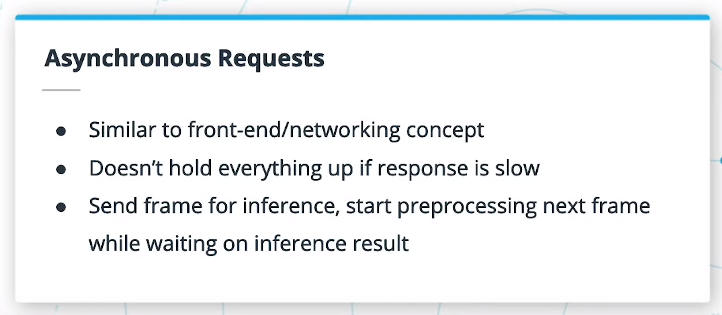 Asynchronous Requests
● Similar to front-end/networking concept
● Doesn’t hold everything up if response is slow
● Send frame for inference, start preprocessing next frame
while waiting on inference result